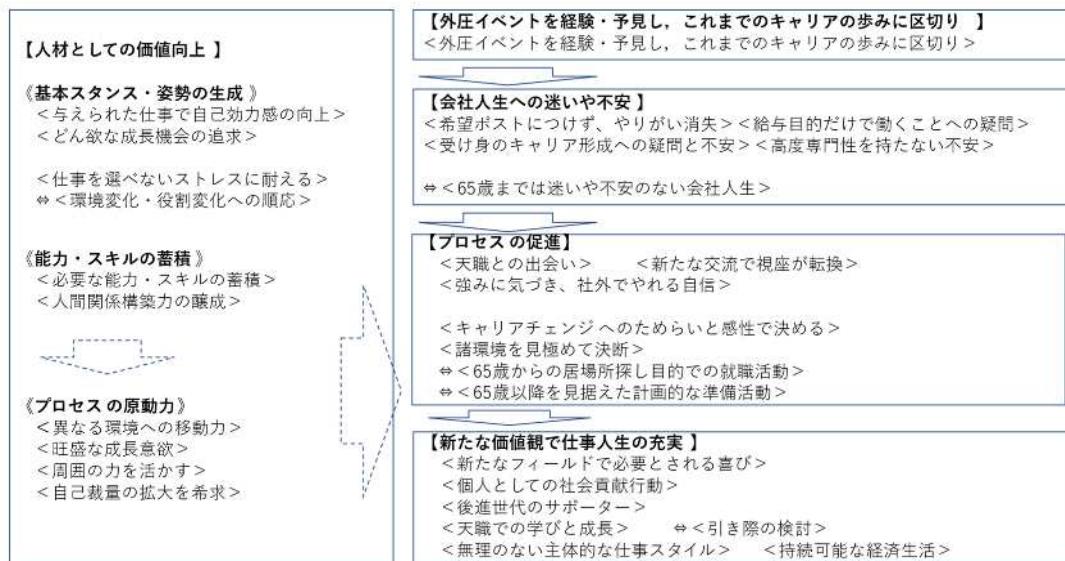 【人材としての価値向上 】
《基本スタンス・姿勢の生成 》
＜与えられた仕事で自己効力感の向上＞
＜どん欲な成長機会の追求＞
＜仕事を選べないストレスに耐える＞
⇔＜環境変化・役割変化への順応＞
《能力・スキルの蓄積 》
＜必要な能力・スキルの蓄積＞
＜人間関係構築力の醸成＞
《プロセス の原動力》
＜異なる環境への移動力＞
＜旺盛な成長意欲＞
＜周囲の力を活かす＞
＜自己裁量の拡大を希求＞
【外圧イベントを経験・予見し，これまでのキャリアの歩みに区切り 】
＜外圧イベントを経験・予見し，これまでのキャリアの歩みに区切り＞
【会社人生への迷いや不安 】
＜希望ポストにつけず、やりがい消失＞ ＜給与目的だけで働くことへの疑問＞
＜受け身のキャリア形成への疑問と不安＞ ＜高度専門性を持たない不安＞
⇔＜65歳までは迷いや不安のない会社人生＞
【プロセス の促進】
＜天職との出会い＞ ＜新たな交流で視座が転換＞
＜強みに気づき、社外でやれる自信＞
＜キャリアチェンジ へのためらいと感性で決める＞
＜諸環境を見極めて決断＞
⇔＜65歳からの居場所探し目的での就職活動＞
⇔＜65歳以降を見据えた計画的な準備活動＞
【新たな価値観で仕事人生の充実 】
＜新たなフィールドで必要とされる喜び＞
＜個人としての社会貢献行動＞
＜後進世代のサポーター＞
＜天職での学びと成長＞ ⇔＜引き際の検討＞
＜無理のない主体的な仕事スタイル＞ ＜持続可能な経済生活＞